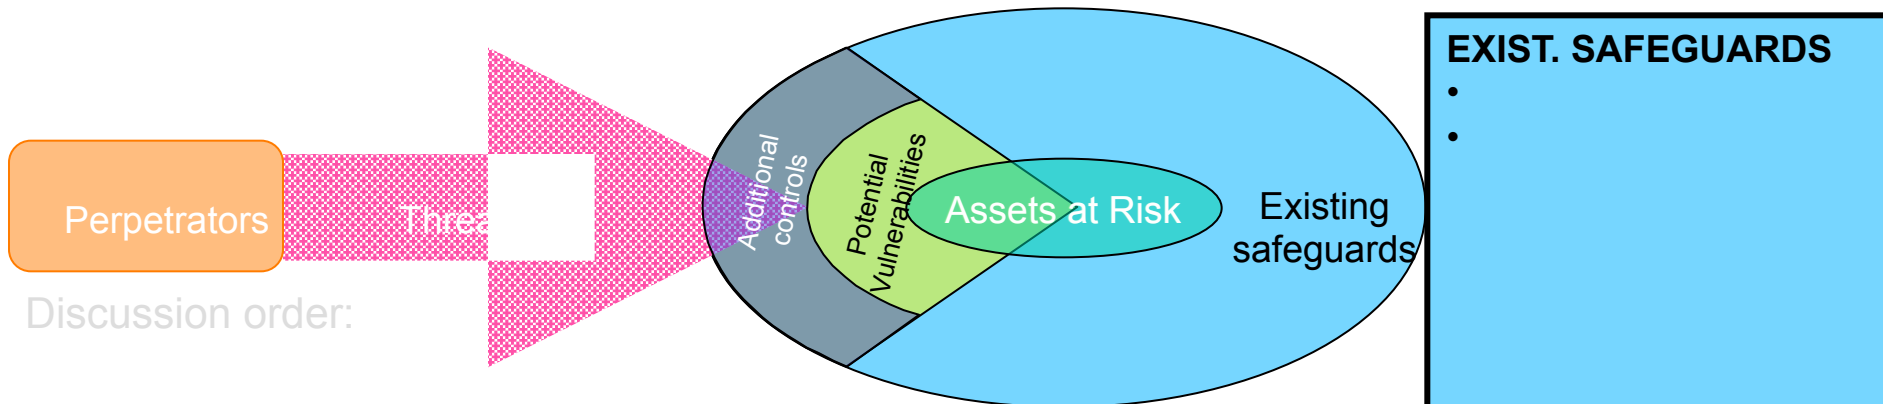 EXIST. SAFEGUARDS
•
•
Perpetrators
Threa
Additional
controls
Potential
Vulnerabilities
Assets at Risk
Existing
safeguards
Discussion order: